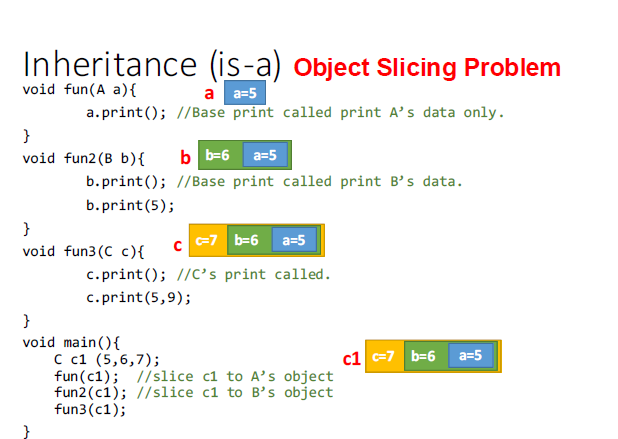 Inheritance (is-a) Object Slicing Problem
void fun(A a){ a a=5
a.print(); //Base print called print A’s data only.
}
void fun2(B b){ b b=6 a=5
b.print(); //Base print called print B’s data.
b.print(5);
}
void fun3(C c){ c c=7 b=6 a=5
c.print(); //C’s print called.
c.print(5,9);
}
void main(){
C c1 (5,6,7); c1 c=7 b=6 a=5
fun(c1); //slice c1 to A’s object
fun2(c1); //slice c1 to B’s object
fun3(c1);
}